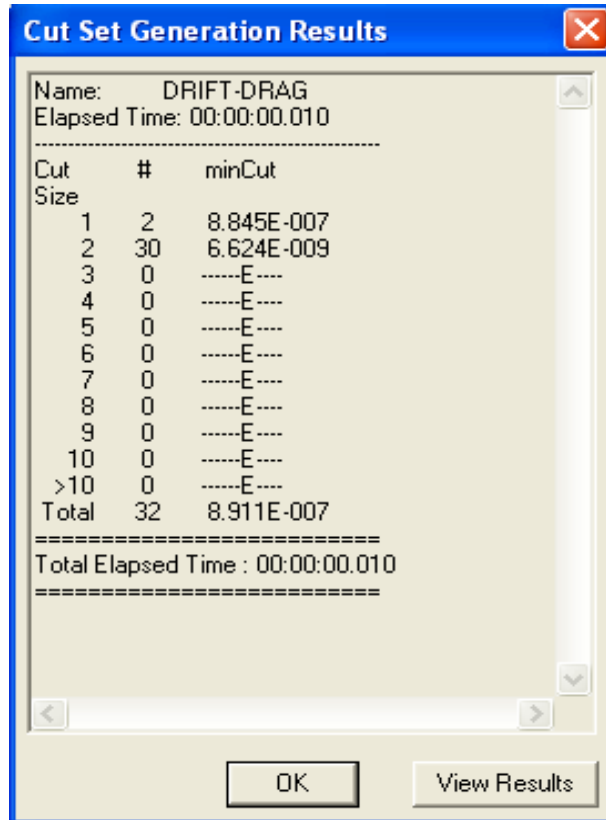 Cut Set Generation Results
Name: DRIFT-DRAG
Elapsed Time: 00:00:00.010
---------------------------------------------------
Cut # minCut
Size
1 2 8.845E-007
2 30 6.624E-009
3 0 ------E----
4 0 ------E----
5 0 ------E----
6 0 ------E----
7 0 ------E----
8 0 ------E----
9 0 ------E----
10 0 ------E----
>10 0 ------E----
Total 32 8.911E-007
==========================
Total Elapsed Time : 00:00:00.010
==========================
OK View Results